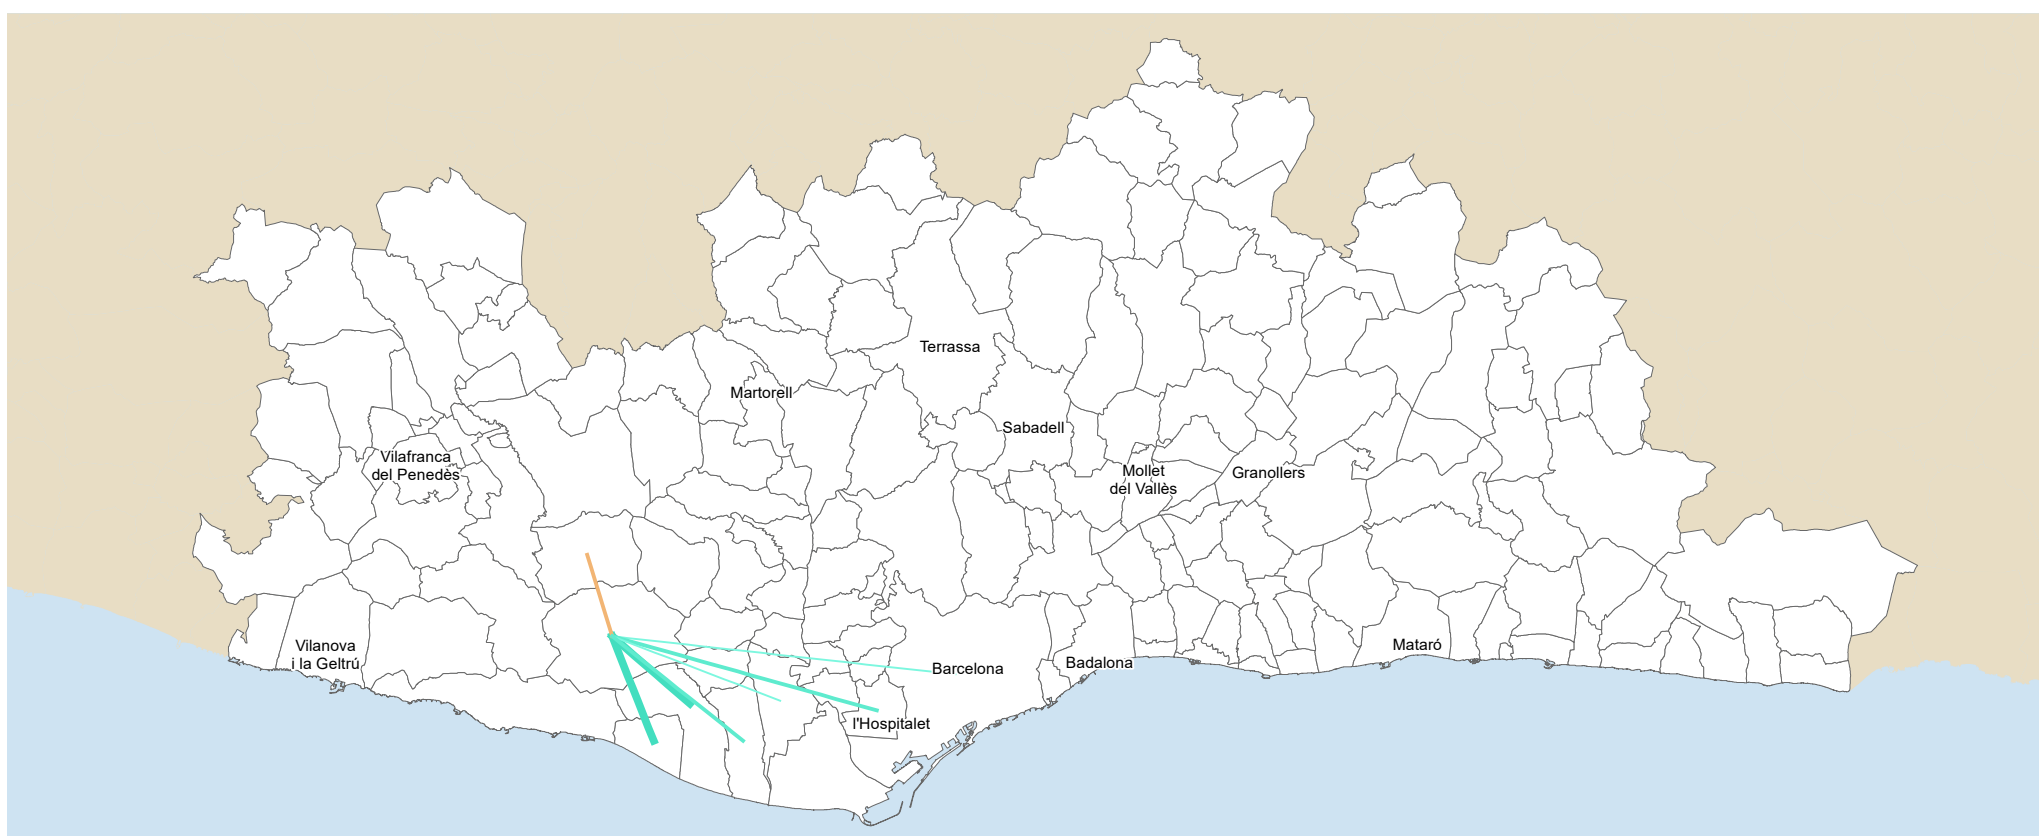 Terrassa
Martorell
Sabadell
Vilafranca
del Penedès
Mollet
del Vallès
Granollers
Vilanova
i la Geltrú
Barcelona
Badalona
Mataró
l'Hospitalet